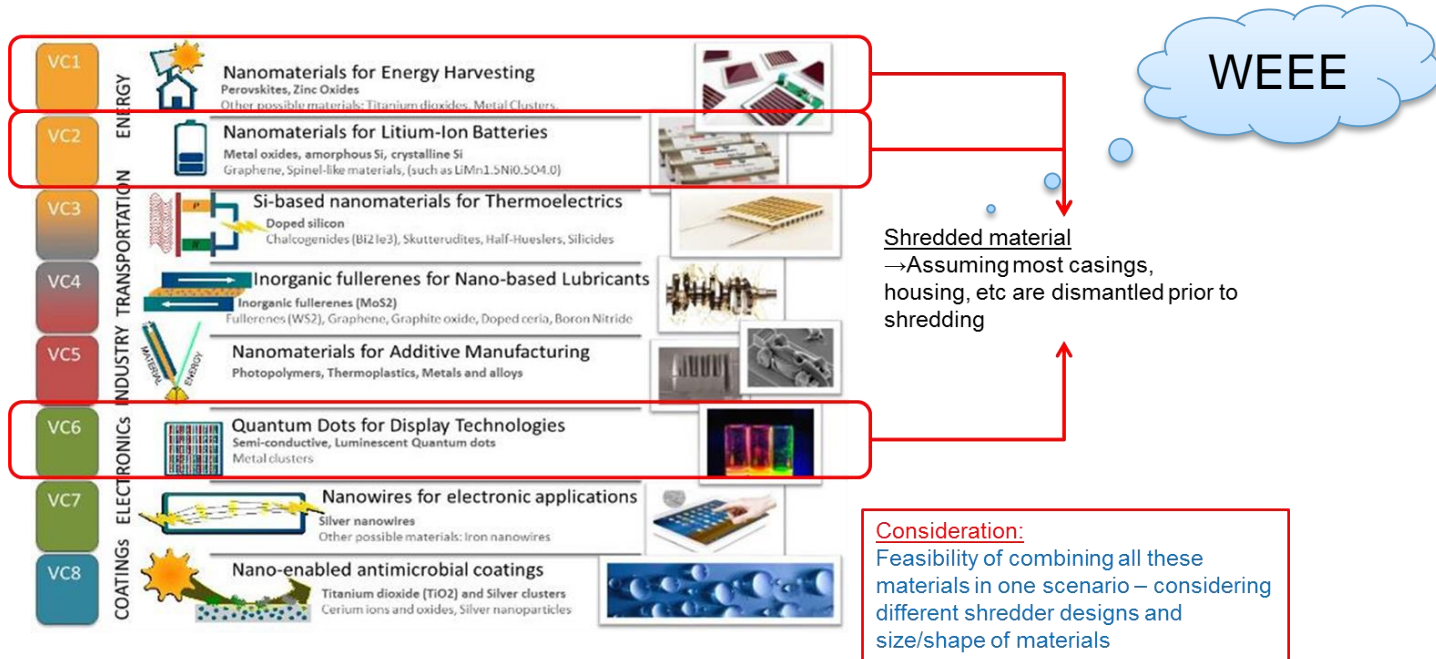 WEEE
VC1
ENERGY
Nanomaterials for Energy Harvesting
Perovskites, Zinc Oxides
Other possible materials: Titanium dioxides, Metal Clusters,
VC2
Nanomaterials for Litium-Ion Batteries
Metal oxides, amorphous Si, crystalline Si
Graphene, Spinel-like materials, (such as LiMn1.5Ni0.5O4.0)
VC3
TRANSPORTATION
P
N
Si-based nanomaterials for Thermoelectrics
Doped silicon
Chalcogenides (Bi2Te3), Skutterudites, Half-Hueslers, Silicides
VC4
Inorganic fullerenes for Nano-based Lubricants
Inorganic fullerenes (MoS2)
Fullerenes (WS2), Graphene, Graphite oxide, Doped ceria, Boron Nitride
VC5
INDUSTRY
MATERIAL
ENERGY
Nanomaterials for Additive Manufacturing
Photopolymers, Thermoplastics, Metals and alloys
VC6
ELECTRONICs
Quantum Dots for Display Technologies
Semi-conductive, Luminescent Quantum dots
Metal clusters
VC7
Nanowires for electronic applications
Silver nanowires
Other possible materials: Iron nanowires
VC8
COATINGs
Nano-enabled antimicrobial coatings
Titanium dioxide (TiO2) and Silver clusters
Cerium ions and oxides, Silver nanoparticles
Shredded material
→Assuming most casings,
housing, etc are dismantled prior to
shredding
Consideration:
Feasibility of combining all these
materials in one scenario – considering
different shredder designs and
size/shape of materials